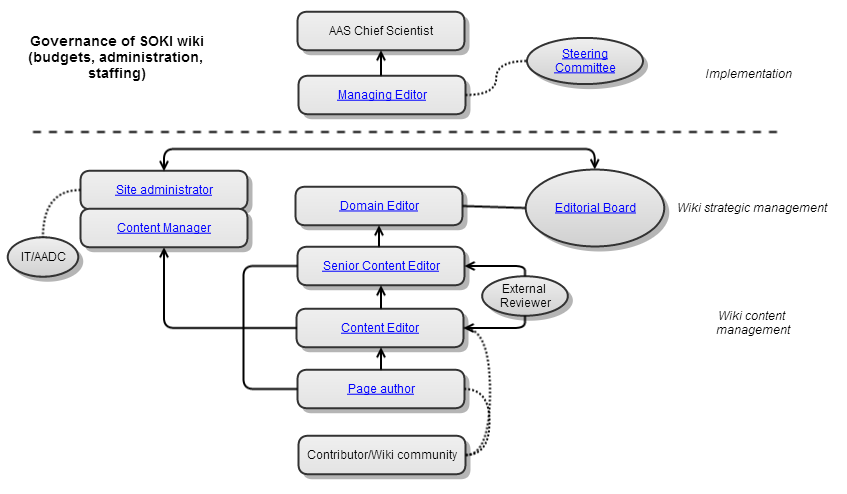 Governance of SOKI wiki
(budgets, administration,
staffing)
AAS Chief Scientist
Steering
Committee
Implementation
Managing Editor
Site administrator
Content Manager
Domain Editor
Editorial Board
Wiki strategic management
IT/AADC
Senior Content Editor
External
Reviewer
Content Editor
Wiki content
management
Page author
Contributor/Wiki community